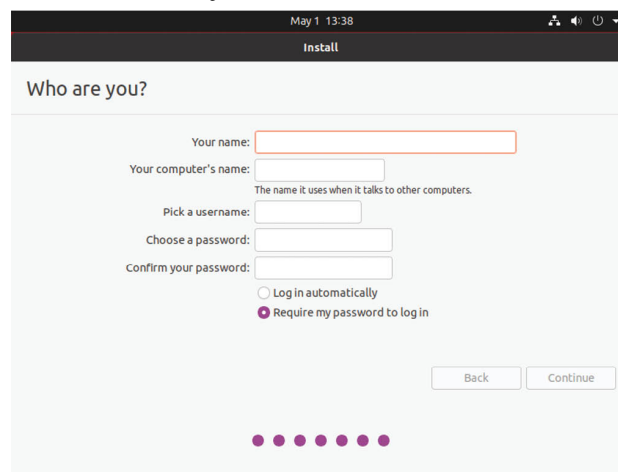 May 1 13:38
Install
Who are you?
Your name:
Your computer's name:
The name it uses when it talks to other computers.
Pick a username:
Choose a password:
Confirm your password:
Log in automatically
Require my password to log in
Back Continue